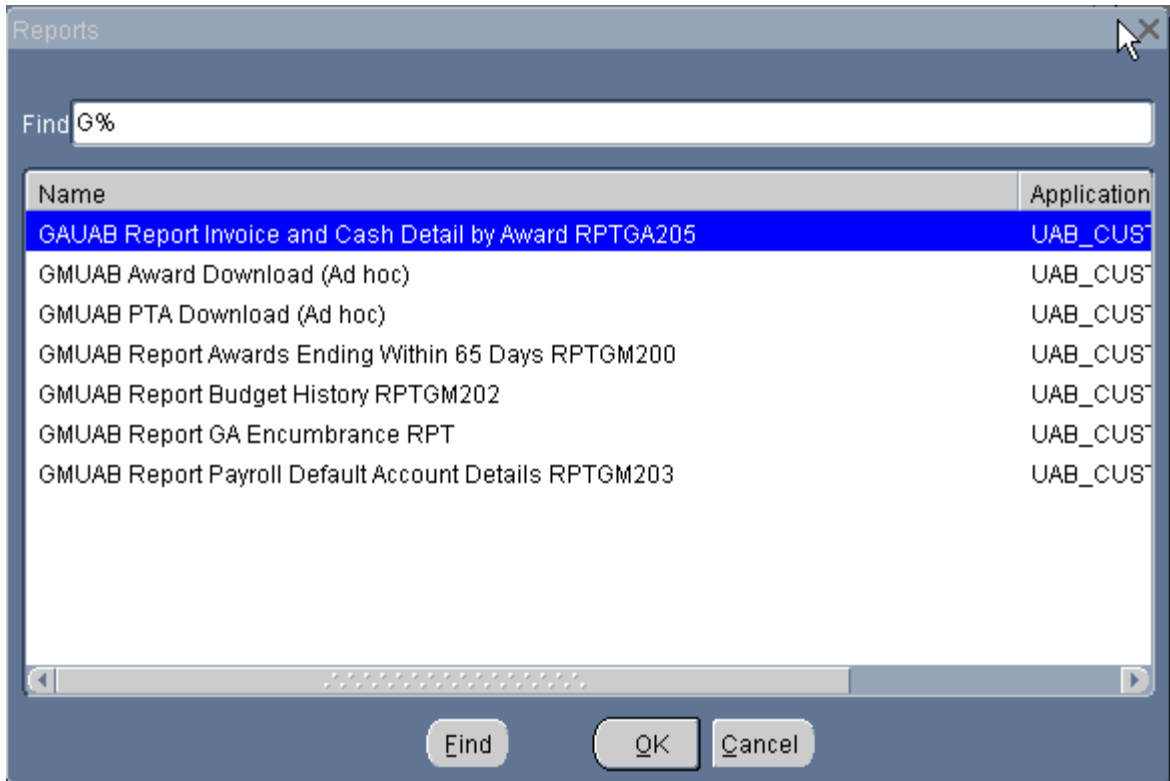 Reports
Find G%
Name Application
GAUAB Report Invoice and Cash Detail by Award RPTGA205 UAB_CUST
GMUAB Award Download (Ad hoc) UAB_CUST
GMUAB PTA Download (Ad hoc) UAB_CUST
GMUAB Report Awards Ending Within 65 Days RPTGM200 UAB_CUST
GMUAB Report Budget History RPTGM202 UAB_CUST
GMUAB Report GA Encumbrance RPT UAB_CUST
GMUAB Report Payroll Default Account Details RPTGM203 UAB_CUST
Find OK Cancel